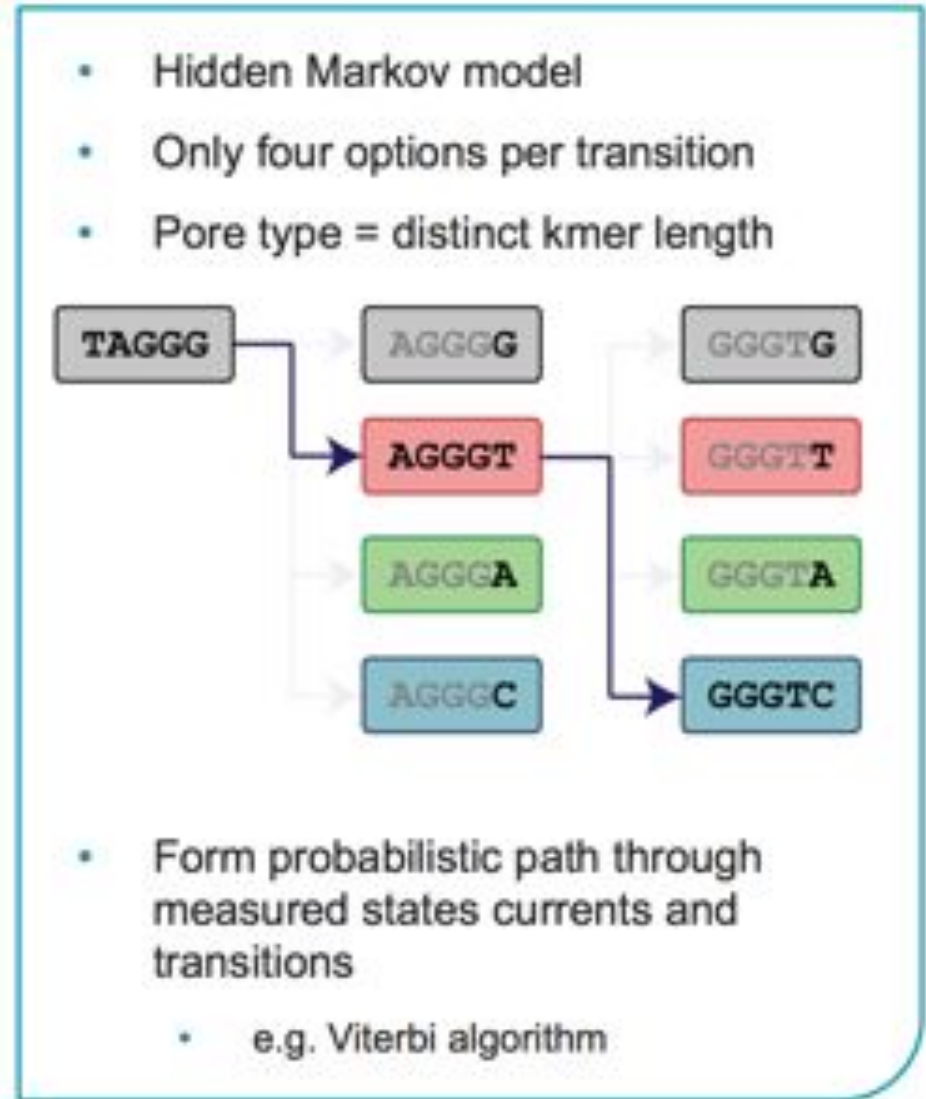 • Hidden Markov model
• Only four options per transition
• Pore type = distinct kmer length
TAGGG AGGGG GGGTG
AGGGT GGGTT
AGGGA GGGTA
AGGGC GGGTC
• Form probabilistic path through
measured states currents and
transitions
• e.g. Viterbi algorithm